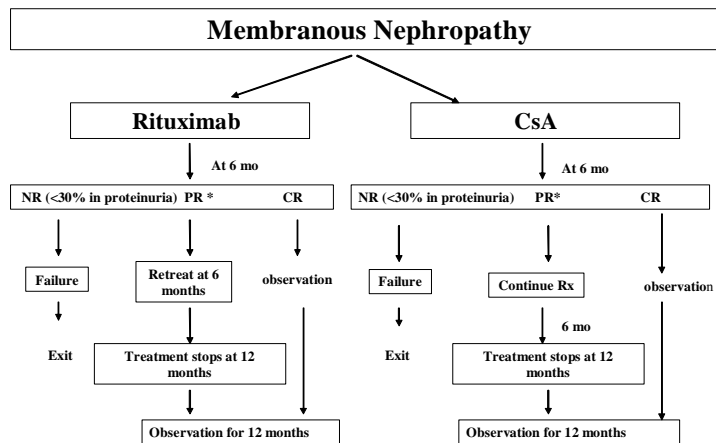 Membranous Nephropathy
Rituximab
CsA
At 6 mo
At 6 mo
NR (<30% in proteinuria) PR * CR
NR (<30% in proteinuria) PR* CR
Failure
Retreat at 6
months
observation
Failure
Continue Rx
observation
Exit
6 mo
Exit
Treatment stops at 12
months
Treatment stops at 12
months
Observation for 12 months
Observation for 12 months